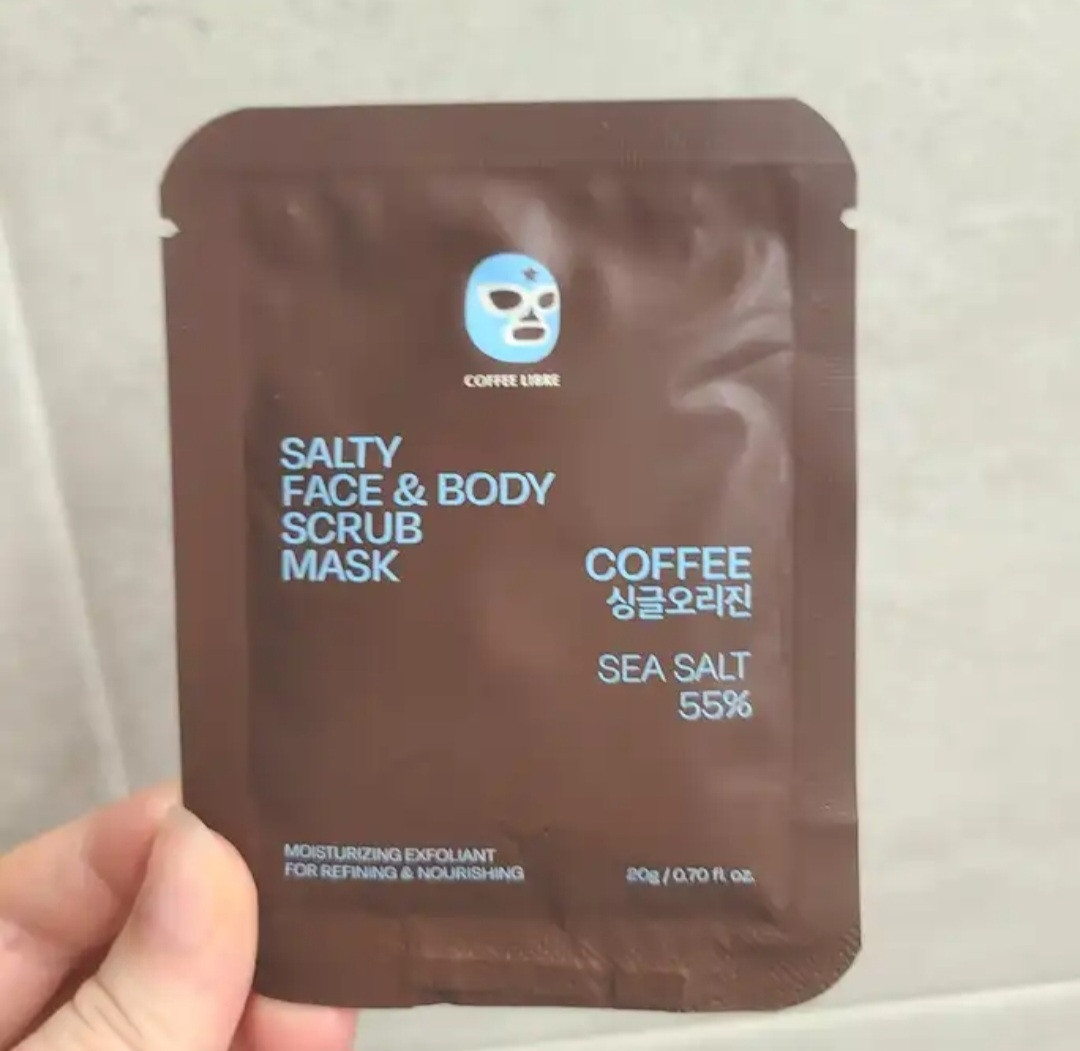 COFFEE LIBRE
SALTY
FACE & BODY
SCRUB
MASK
COFFEE
싱글오리진
SEA SALT
55%
MOISTURIZING EXFOLIANT
FOR REFINING & NOURISHING
20g / 0.70 fl. oz.